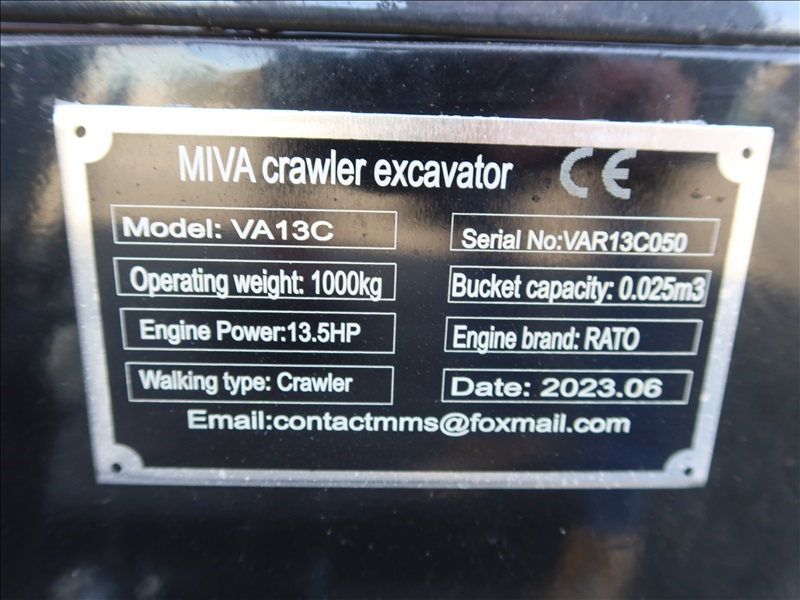 MIVA crawler excavator CE
Model: VA13C
Serial No:VAR13C050
Operating weight: 1000kg
Bucket capacity: 0.025m3
Engine Power:13.5HP
Engine brand: RATO
Walking type: Crawler
Date: 2023.06
Email:contactmms@foxmail.com